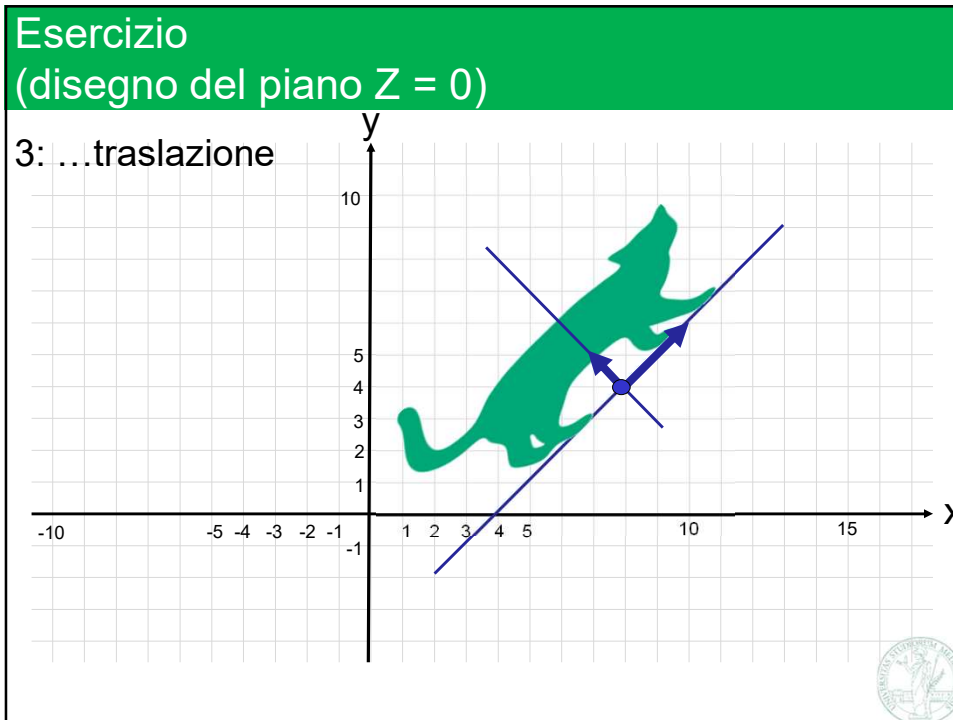 Esercizio
(disegno del piano Z = 0)
3: …traslazione
y
10
5
4
3
2
1
-10 -5 -4 -3 -2 -1 1 2 3 4 5 10 15 x
-1